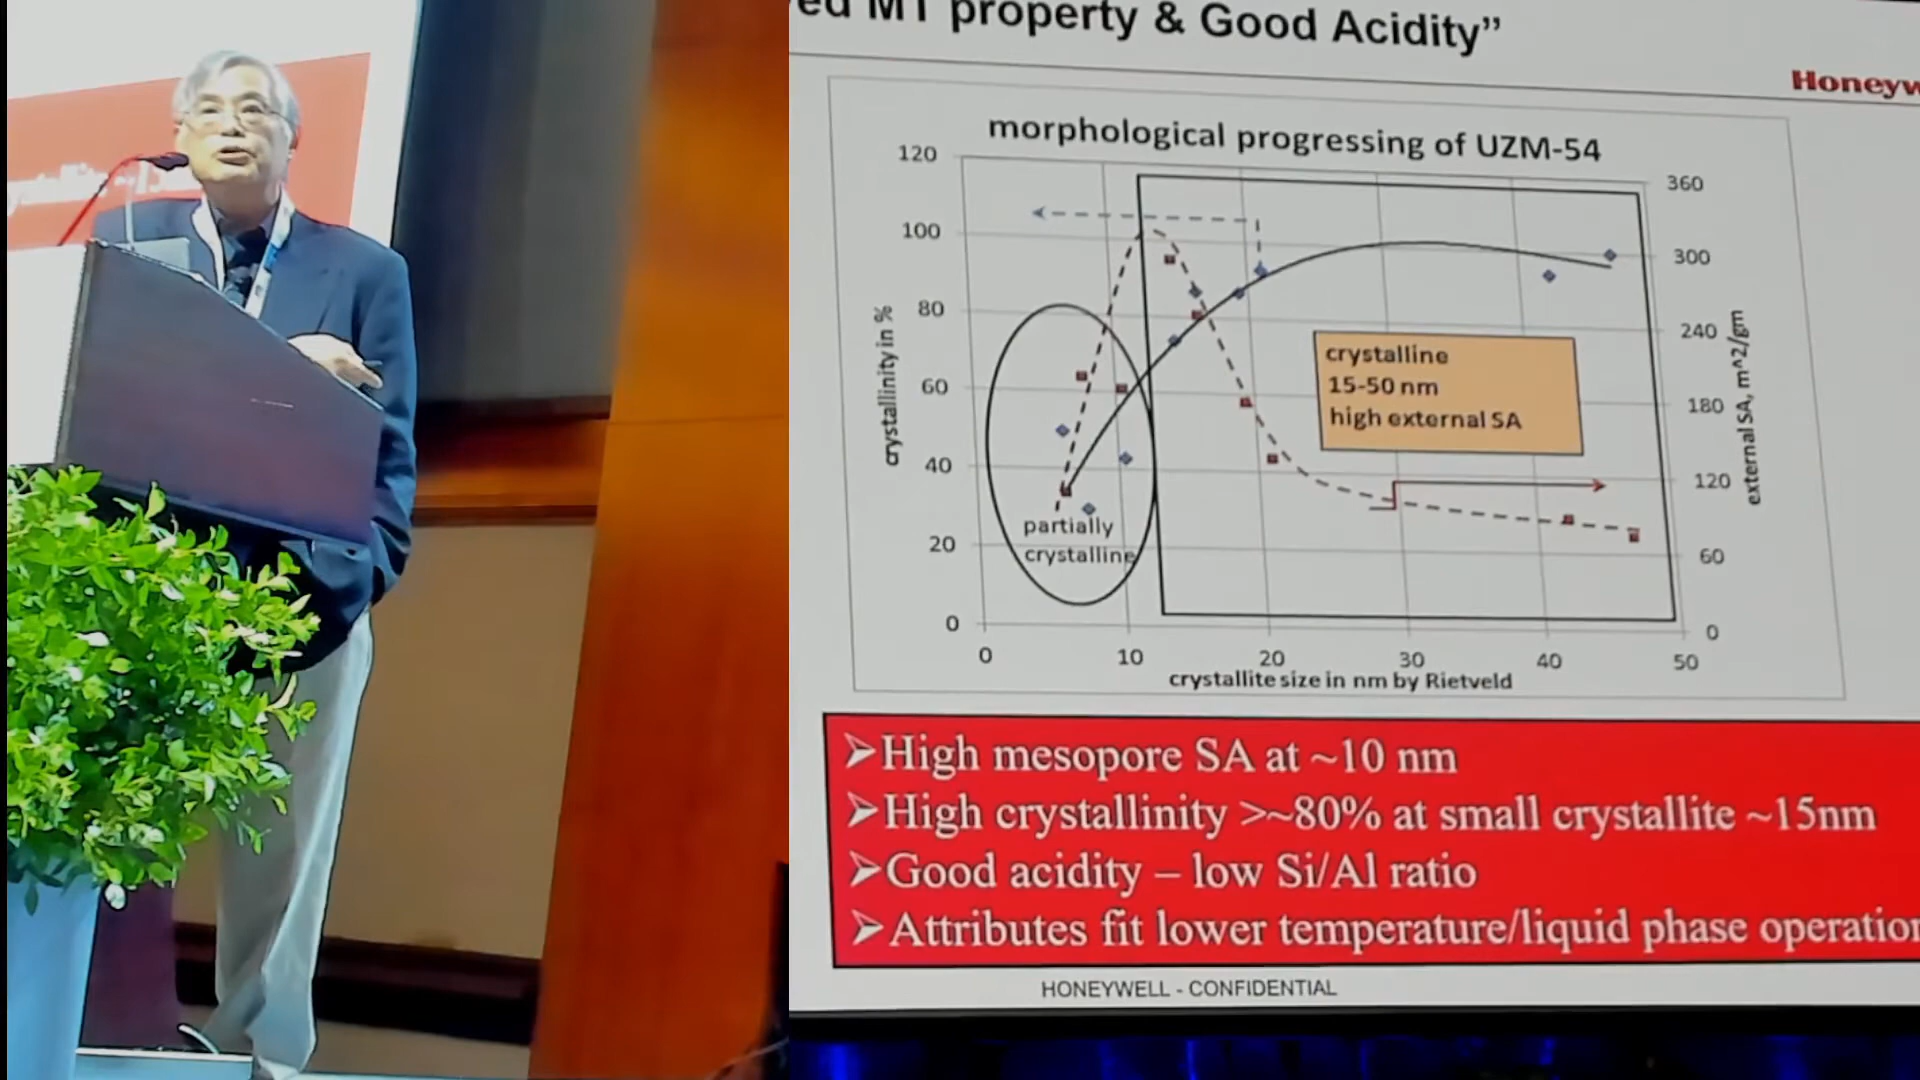 property & Good Acidity”
morphological progressing of UZM-54
120
100
80
60
40
20
0
crystallinity in %
360
300
240
180
120
60
0
external SA, m^2/gm
crystalline
15-50 nm
high external SA
partially
crystalline
0
10
20
30
40
50
crystallite size in nm by Rietveld
➢High mesopore SA at ~10 nm
➢High crystallinity >~80% at small crystallite ~15nm
➢Good acidity – low Si/Al ratio
➢Attributes fit lower temperature/liquid phase
HONEYWELL - CONFIDENTIAL